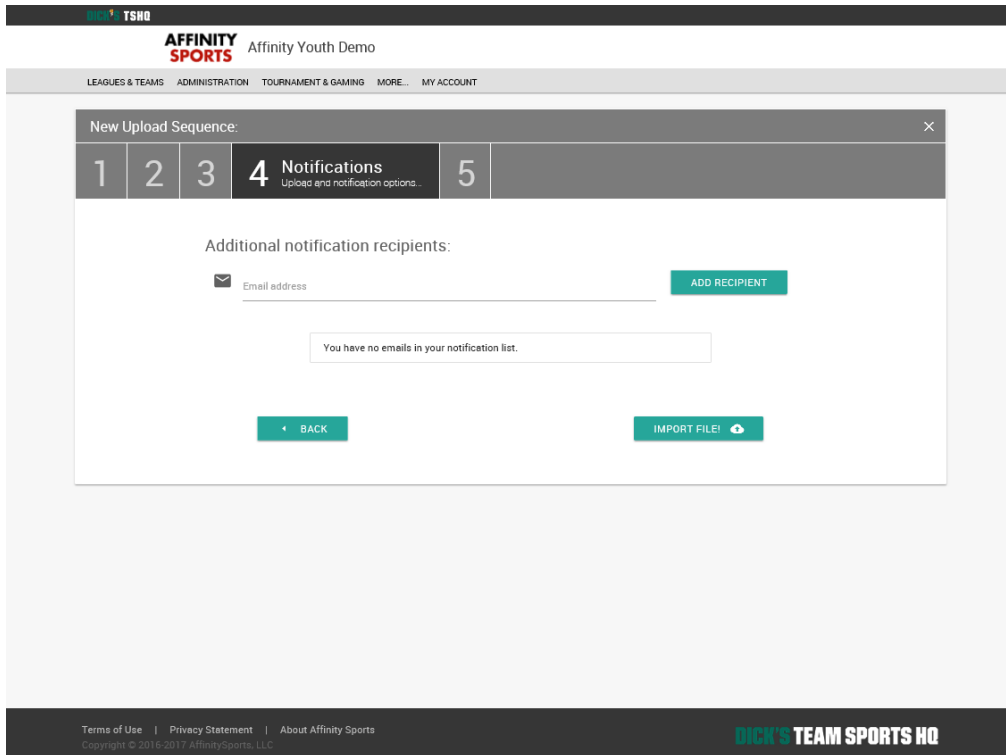 DICK'S TSHQ
AFFINITY SPORTS Affinity Youth Demo
LEAGUES & TEAMS ADMINISTRATION TOURNAMENT & GAMING MORE... MY ACCOUNT
New Upload Sequence:
1 2 3 4 Notifications 5
Upload and notification options..
Additional notification recipients:
Email address ADD RECIPIENT
You have no emails in your notification list.
BACK IMPORT FILE!
Terms of Use | Privacy Statement | About Affinity Sports
Copyright © 2016-2017 AffinitySports, LLC
DICK'S TEAM SPORTS HQ